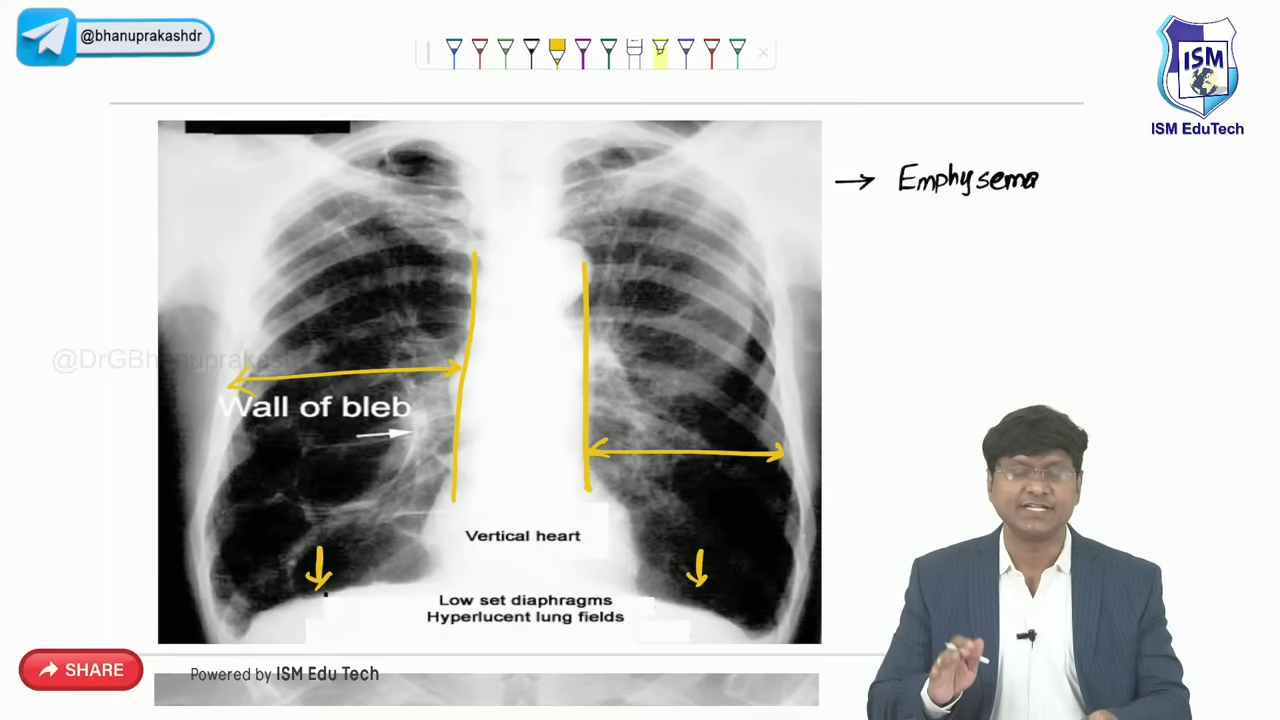 @bhanuprakashdr
ISM
ISM EduTech
Emphysema
@DrGBhanuprakash
Wall of bleb
Vertical heart
Low set diaphragms
Hyperlucent lung fields
SHARE
Powered by ISM Edu Tech